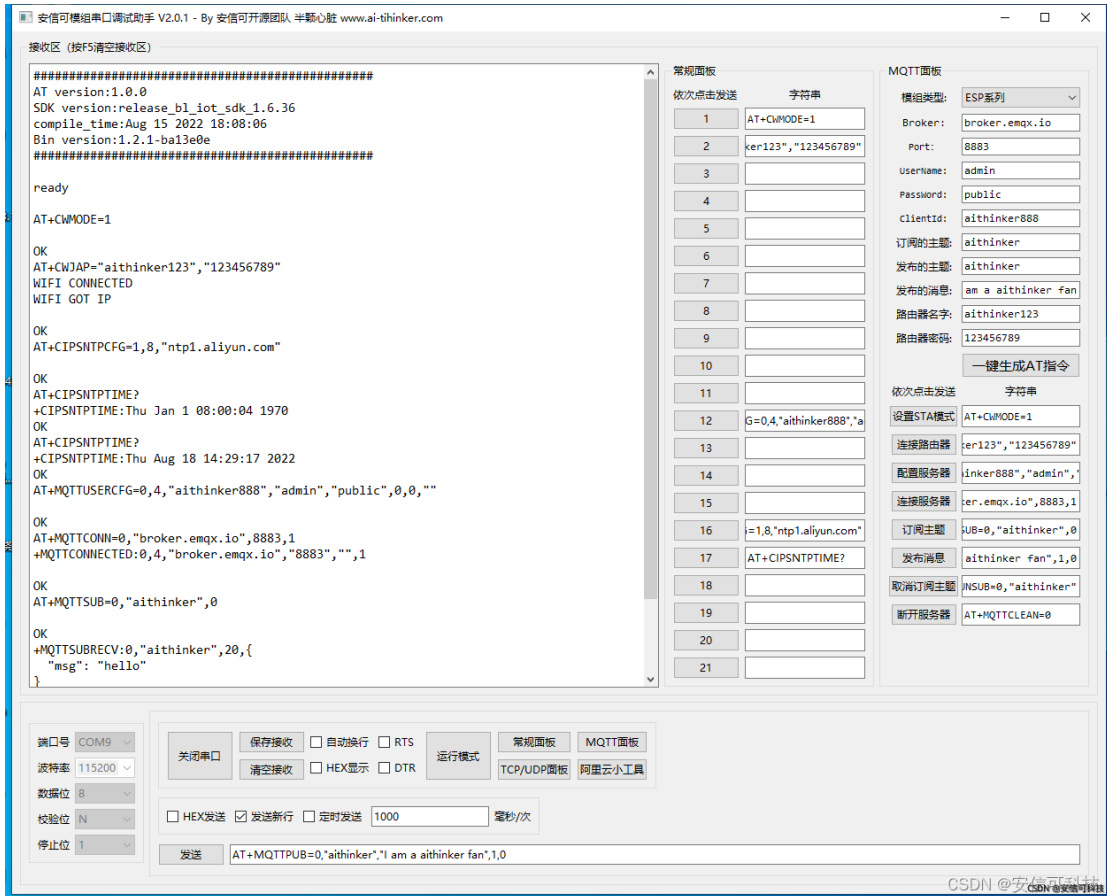 安信可模组串口调试助手 V2.0.1 - By 安信可开源团队 半颗心脏 www.ai-tihinker.com
接收区（按F5清空接收区）
################################################
AT version:1.0.0
SDK version:release_bl_iot_sdk_1.6.36
compile_time:Aug 15 2022 18:08:06
Bin version:1.2.1-ba13e0e
################################################
ready
AT+CWMODE=1
OK
AT+CWJAP="aithinker123","123456789"
WIFI CONNECTED
WIFI GOT IP
OK
AT+CIPSNTPCFG=1,8,"ntp1.aliyun.com"
OK
AT+CIPSNTPTIME?
+CIPSNTPTIME:Thu Jan 1 08:00:04 1970
OK
AT+CIPSNTPTIME?
+CIPSNTPTIME:Thu Aug 18 14:29:17 2022
OK
AT+MQTTUSERCFG=0,4,"aithinker888","admin","public",0,0,""
OK
AT+MQTTCONN=0,"broker.emqx.io",8883,1
+MQTTCONNECTED:0,4,"broker.emqx.io","8883","",1
OK
AT+MQTTSUB=0,"aithinker",0
OK
+MQTTSUBRECV:0,"aithinker",20,{
"msg": "hello"
}
常规面板
依次点击发送 字符串
1 AT+CWMODE=1
2 ker123","123456789"
3
4
5
6
7
8
9
10
11
12 G=0,4,"aithinker888","a
13
14
15
16 =1,8,"ntp1.aliyun.com"
17 AT+CIPSNTPTIME?
18
19
20
21
MQTT面板
模组类型: ESP系列
Broker: broker.emqx.io
Port: 8883
UserName: admin
PassWord: public
ClientId: aithinker888
订阅的主题: aithinker
发布的主题: aithinker
发布的消息: am a aithinker fan
路由器名字: aithinker123
路由器密码: 123456789
一键生成AT指令
依次点击发送 字符串
设置STA模式 AT+CWMODE=1
连接路由器 er123","123456789"
配置服务器 inker888","admin","
连接服务器 er.emqx.io",8883,1
订阅主题 SUB=0,"aithinker",0
发布消息 aithinker fan",1,0
取消订阅主题 UNSUB=0,"aithinker"
断开服务器 AT+MQTTCLEAN=0
端口号 COM9
波特率 115200
数据位 8
校验位 N
停止位 1
关闭串口 保存接收 自动换行 RTS 运行模式 常规面板 MQTT面板
清空接收 HEX显示 DTR TCP/UDP面板 阿里云小工具
HEX发送 发送新行 定时发送 1000 毫秒/次
发送 AT+MQTTPUB=0,"aithinker","I am a aithinker fan",1,0
CSDN @安信可科技
CSDN @安信可科技